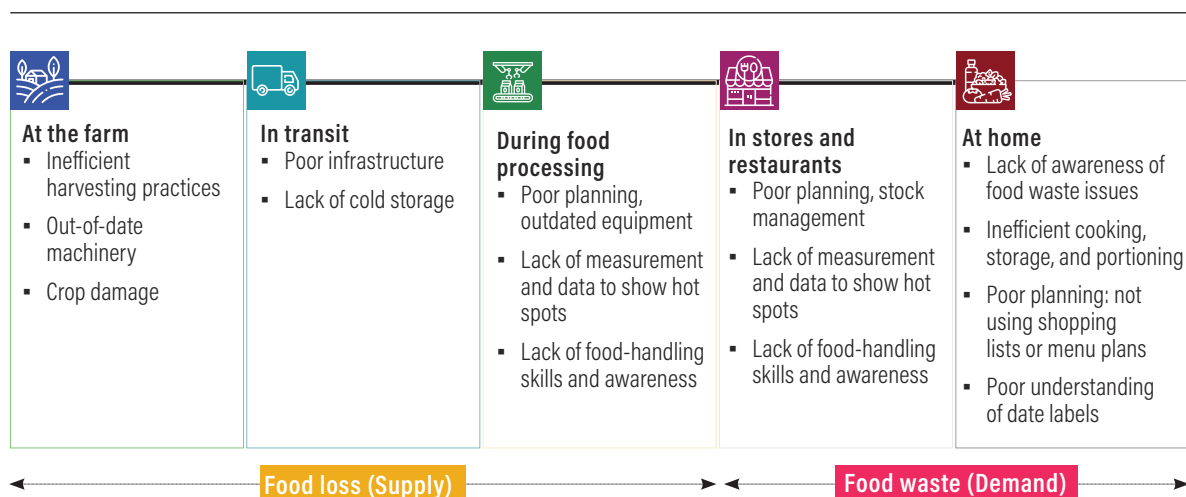 At the farm
▪ Inefficient
harvesting practices
▪ Out-of-date
machinery
▪ Crop damage
In transit
▪ Poor infrastructure
▪ Lack of cold storage
During food
processing
▪ Poor planning,
outdated equipment
▪ Lack of measurement
and data to show hot
spots
▪ Lack of food-handling
skills and awareness
In stores and
restaurants
▪ Poor planning, stock
management
▪ Lack of measurement
and data to show hot
spots
▪ Lack of food-handling
skills and awareness
At home
▪ Lack of awareness of
food waste issues
▪ Inefficient cooking,
storage, and portioning
▪ Poor planning: not
using shopping
lists or menu plans
▪ Poor understanding
of date labels
Food loss (Supply)
Food waste (Demand)